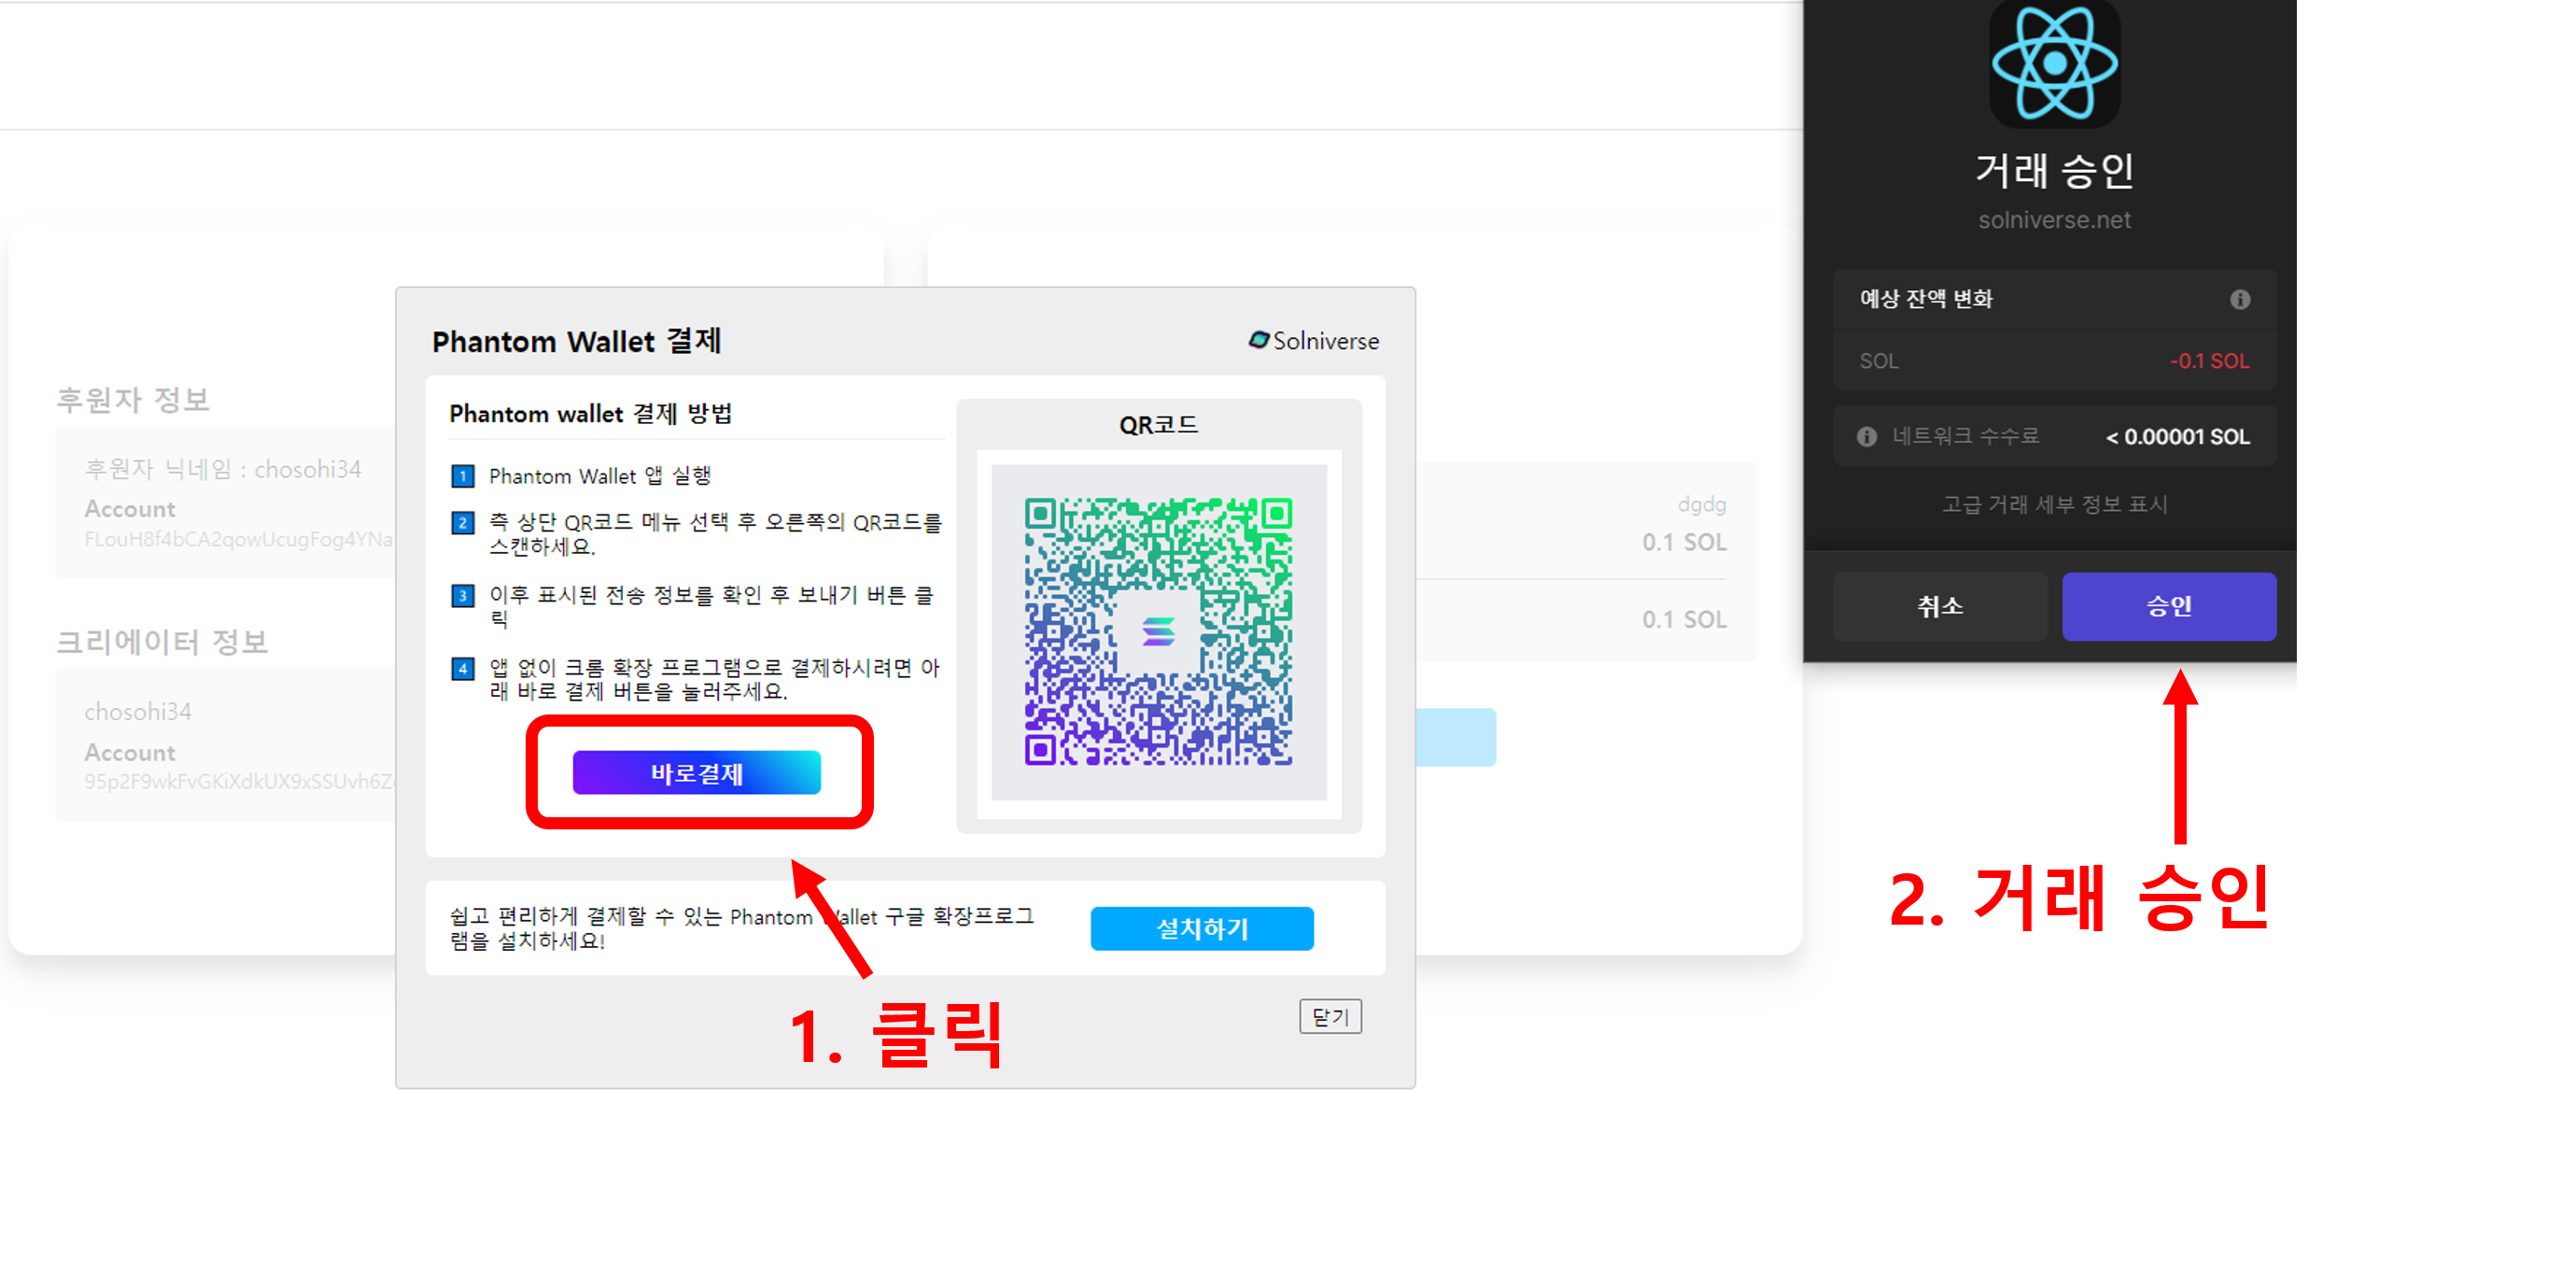 후원자 정보
후원자 닉네임 : chosohi34
Account
FLouH8f4bCA2qowUcugFog4YNa
크리에이터 정보
chosohi34
Account
95p2F9wkFvGKiXdkUX9xSSUvh6Z
Phantom Wallet 결제
Solniverse
Phantom wallet 결제 방법
1 Phantom Wallet 앱 실행
2 측 상단 QR코드 메뉴 선택 후 오른쪽의 QR코드를
스캔하세요.
3 이후 표시된 전송 정보를 확인 후 보내기 버튼 클
릭
4 앱 없이 크롬 확장 프로그램으로 결제하시려면 아
래 바로 결제 버튼을 눌러주세요.
바로결제
QR코드
쉽고 편리하게 결제할 수 있는 Phantom Wallet 구글 확장프로그
램을 설치하세요!
설치하기
닫기
1. 클릭
dgdg
0.1 SOL
0.1 SOL
거래 승인
solniverse.net
예상 잔액 변화
SOL -0.1 SOL
네트워크 수수료 < 0.00001 SOL
고급 거래 세부 정보 표시
취소 승인
2. 거래 승인